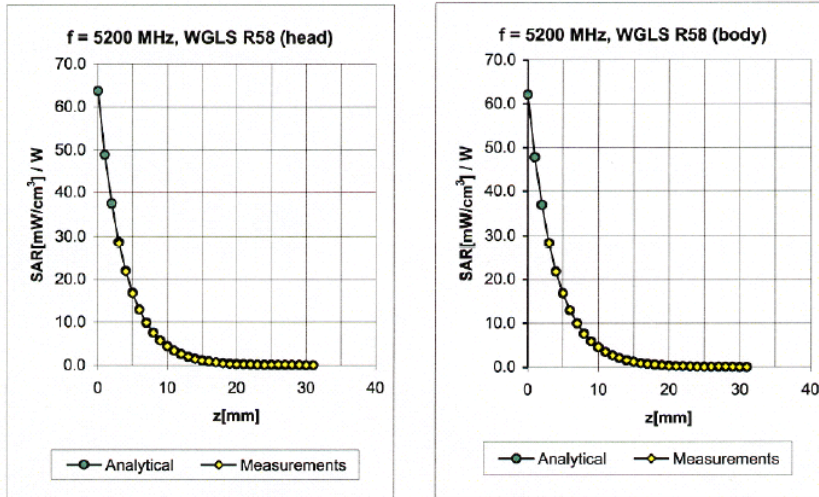 f = 5200 MHz, WGLS R58 (head)
70.0
60.0
50.0
40.0
30.0
20.0
10.0
0.0
SAR[mW/cm³] / W
0
10
20
30
40
z[mm]
Analytical
Measurements
f = 5200 MHz, WGLS R58 (body)
70.0
60.0
50.0
40.0
30.0
20.0
10.0
0.0
SAR[mW/cm³] / W
0
10
20
30
40
z[mm]
Analytical
Measurements